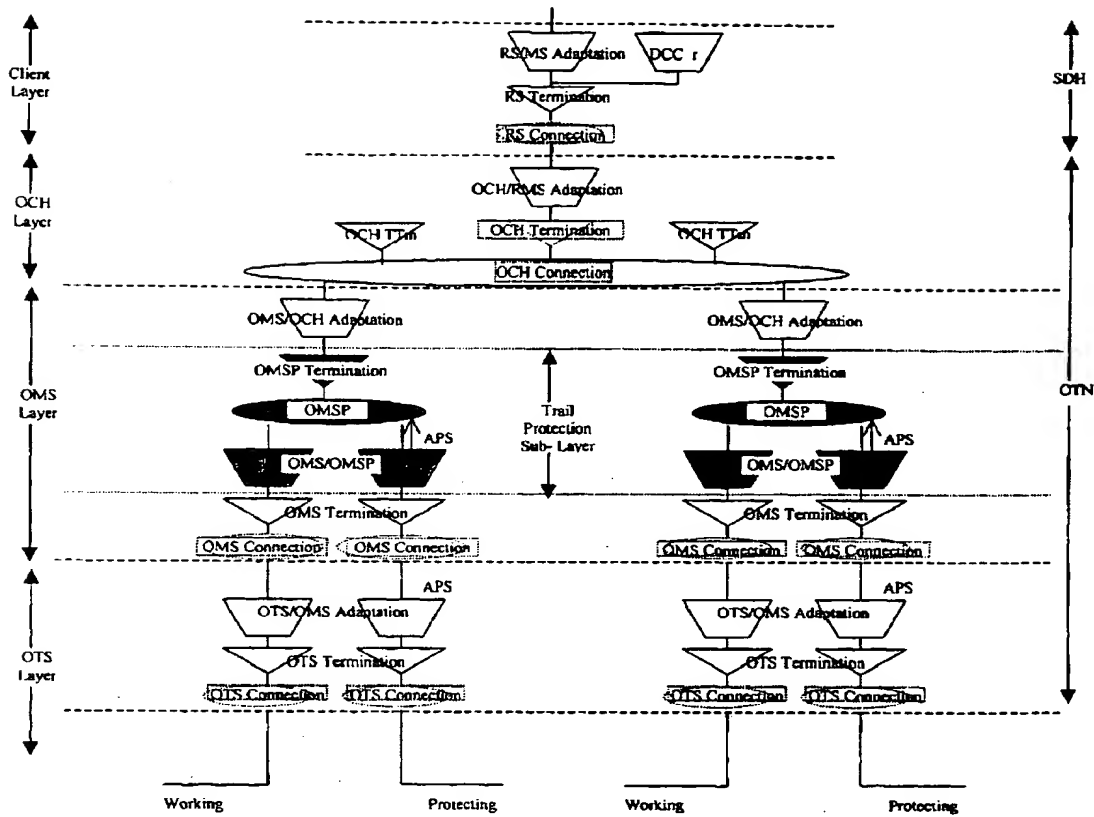 RS/MS Adaptation
DCC r
Client
Layer
SDH
RS Termination
RS Connection
OCH/RMS Adaptation
OCH
Layer
OCH TTm
OCH Termination
OCH TTm
OCH Connection
OMS/OCH Adaptation
OMS/OCH Adaptation
OMSP Termination
OMSP Termination
OTN
OMS
Layer
OMSP
Trail
Protection
Sub- Layer
OMSP
APS
APS
OMS/OMSP
OMS/OMSP
OMS Termination
OMS Termination
OMS Connection
OMS Connection
OMS Connection
OMS Connection
APS
APS
OTS/OMS Adaptation
OTS/OMS Adaptation
OTS
Layer
OTS Termination
OTS Termination
OTS Connection
OTS Connection
OTS Connection
OTS Connection
Working
Protecting
Working
Protecting